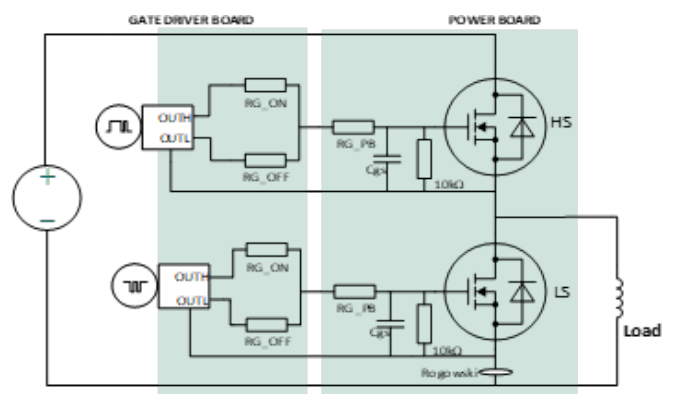 GATE DRIVER BOARD
POWER BOARD
+
−
OUTH
OUTL
RG_ON
RG_OFF
RG_PB
Cgs
10kΩ
HS
OUTH
OUTL
RG_ON
RG_OFF
RG_PB
Cgs
10kΩ
LS
Load
Rogowski